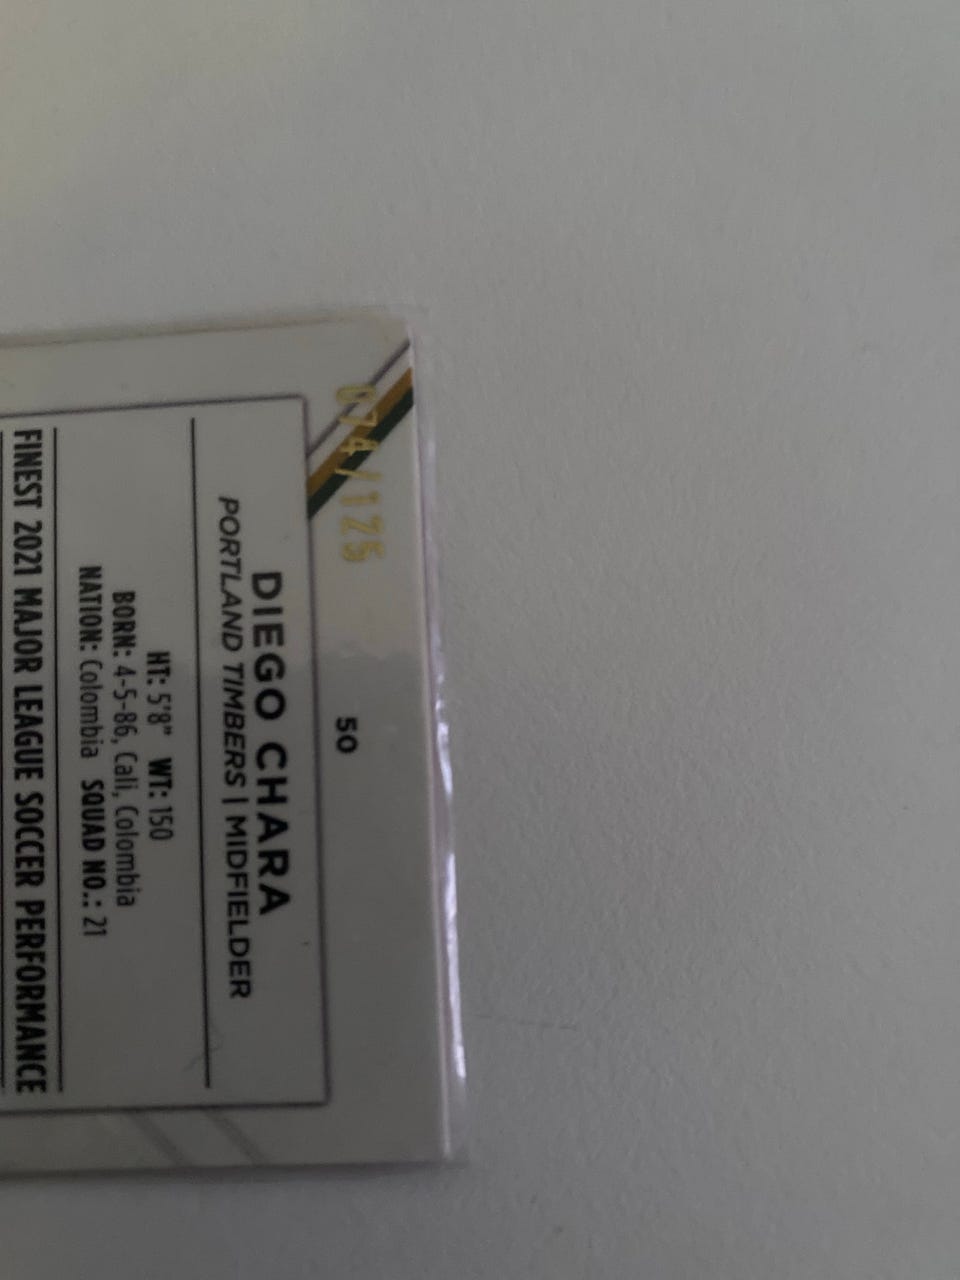 074/125
50
DIEGO CHARA
PORTLAND TIMBERS | MIDFIELDER
HT: 5'8" WT: 150
BORN: 4-5-86, Cali, Colombia
NATION: Colombia SQUAD NO.: 21
FINEST 2021 MAJOR LEAGUE SOCCER PERFORMANCE